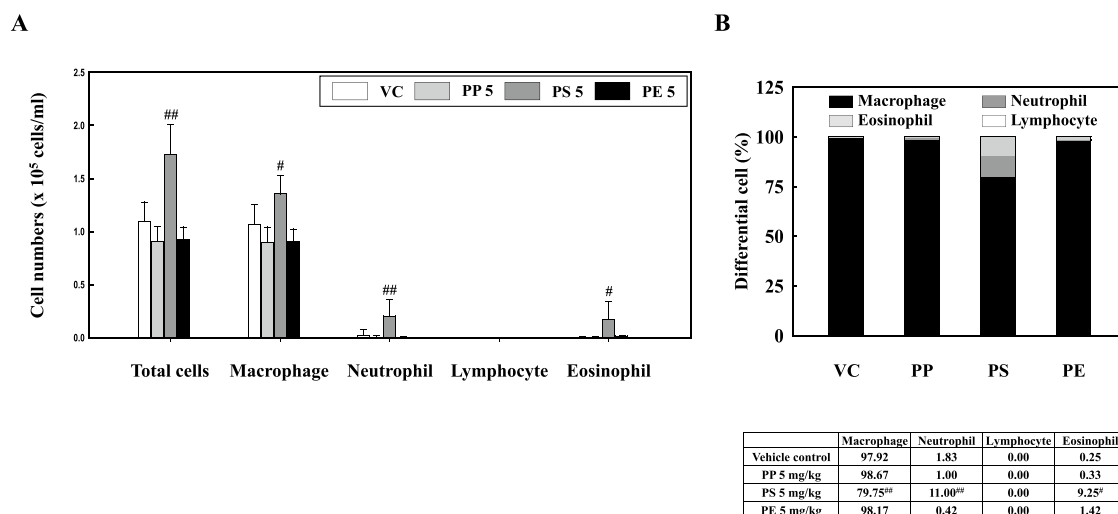 A
B
2.5
2.0
1.5
1.0
0.5
0.0
Cell numbers (x 10⁵ cells/ml)
VC PP 5 PS 5 PE 5
##
#
##
#
Total cells Macrophage Neutrophil Lymphocyte Eosinophil
125
100
75
50
25
0
Differential cell (%)
Macrophage Neutrophil
Eosinophil Lymphocyte
VC PP PS PE
Macrophage Neutrophil Lymphocyte Eosinophil
Vehicle control 97.92 1.83 0.00 0.25
PP 5 mg/kg 98.67 1.00 0.00 0.33
PS 5 mg/kg 79.75## 11.00## 0.00 9.25#
PE 5 mg/kg 98.17 0.42 0.00 1.42